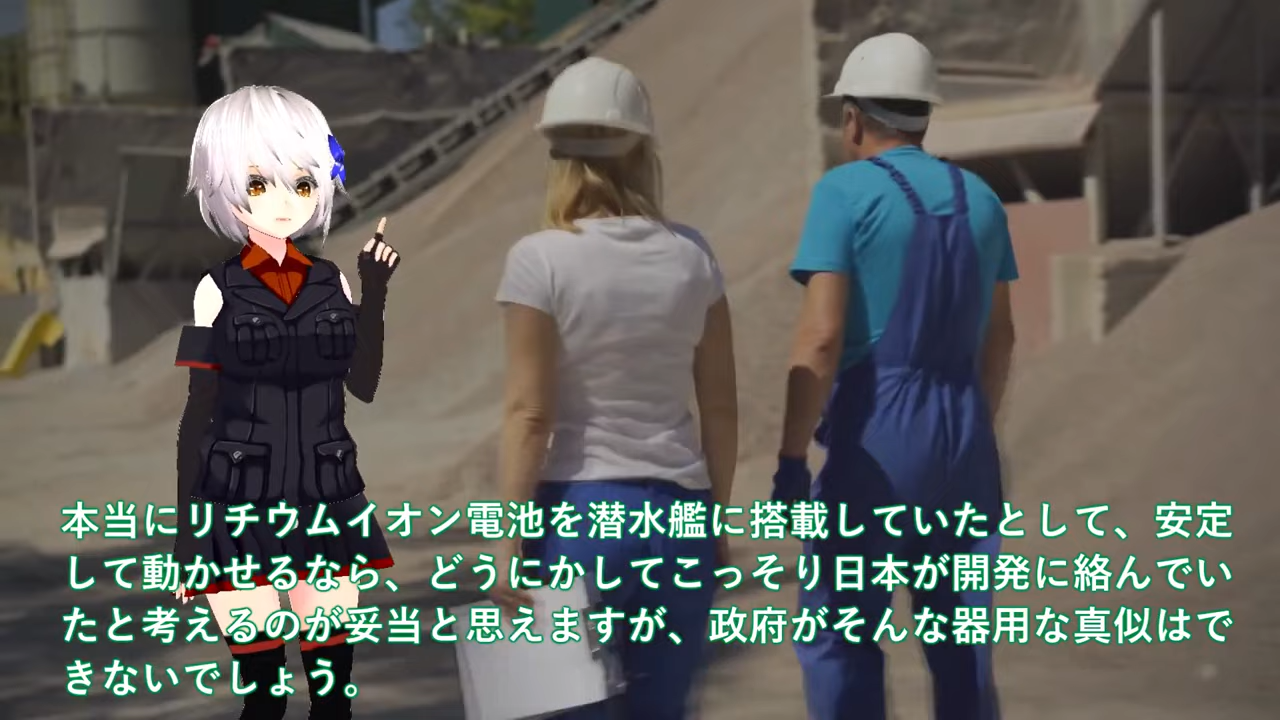 本当にリチウムイオン電池を潜水艦に搭載していたとして、安定
して動かせるなら、どうにかしてこっそり日本が開発に絡んでい
たと考えるのが妥当と思えますが、政府がそんな器用な真似はで
きないでしょう。